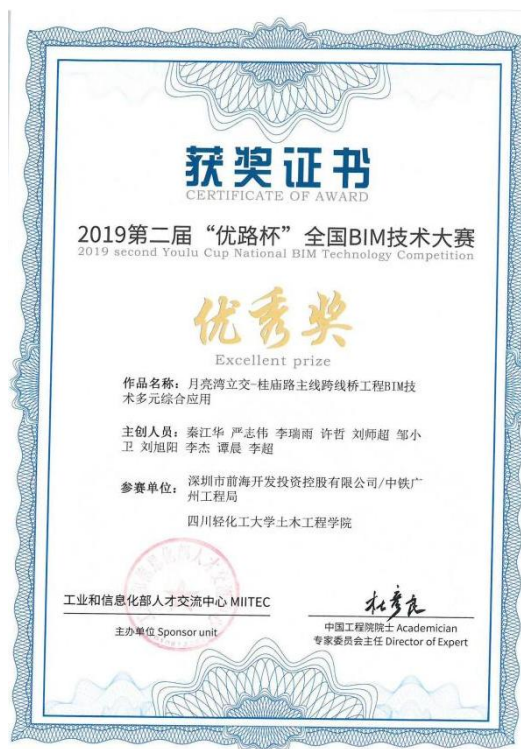 获奖证书
CERTIFICATE OF AWARD
2019第二届“优路杯”全国BIM技术大赛
2019 second Youlu Cup National BIM Technology Competition
优秀奖
Excellent prize
作品名称：月亮湾立交-桂庙路主线跨线桥工程BIM技
术多元综合应用
主创人员：秦江华 严志伟 李瑞雨 许哲 刘师超 邹小
卫 刘旭阳 李杰 谭晨 李超
参赛单位：深圳市前海开发投资控股有限公司/中铁广
州工程局
四川轻化工大学土木工程学院
工业和信息化部人才交流中心 MIITEC
主办单位 Sponsor unit
中国工程院院士 Academician
专家委员会主任 Director of Expert